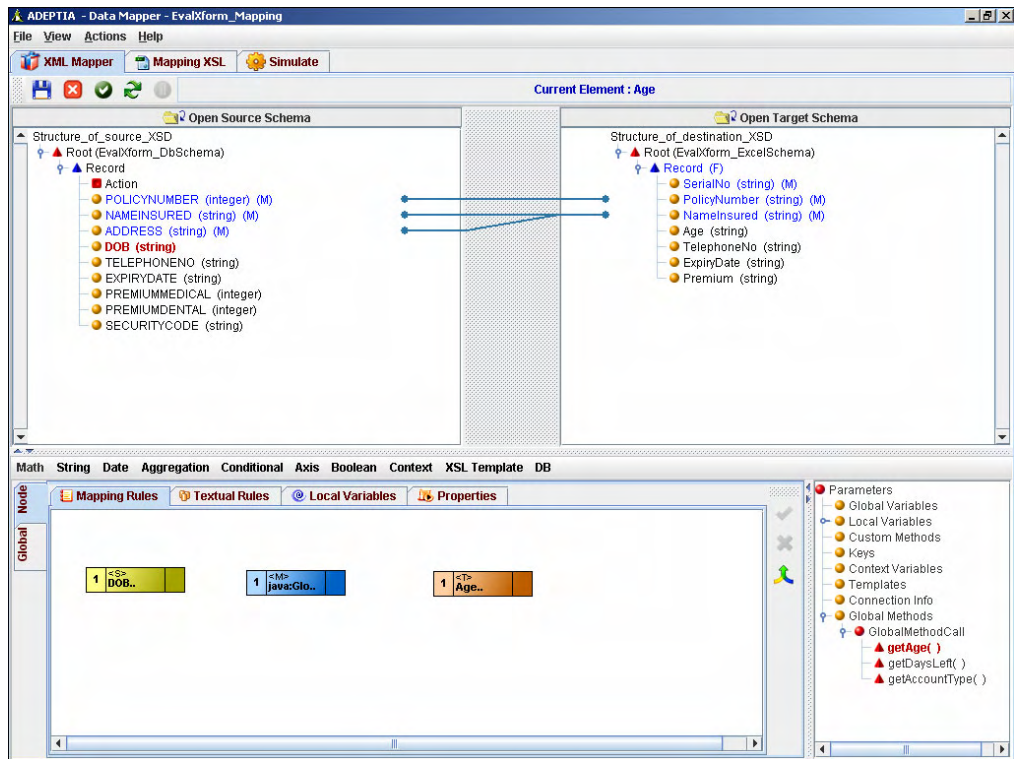 ADEPTIA - Data Mapper - EvalXform_Mapping
File View Actions Help
XML Mapper Mapping XSL Simulate
Current Element : Age
Open Source Schema
Structure_of_source_XSD
Root (EvalXform_DbSchema)
Record
Action
POLICYNUMBER (integer) (M)
NAMEINSURED (string) (M)
ADDRESS (string) (M)
DOB (string)
TELEPHONENO (string)
EXPIRYDATE (string)
PREMIUMMEDICAL (integer)
PREMIUMDENTAL (integer)
SECURITYCODE (string)
Open Target Schema
Structure_of_destination_XSD
Root (EvalXform_ExcelSchema)
Record (F)
SerialNo (string) (M)
PolicyNumber (string) (M)
NameInsured (string) (M)
Age (string)
TelephoneNo (string)
ExpiryDate (string)
Premium (string)
Math String Date Aggregation Conditional Axis Boolean Context XSL Template DB
Node
Global
Mapping Rules Textual Rules Local Variables Properties
1 <S> DOB..
1 <M> java:Glo..
1 <T> Age..
Parameters
Global Variables
Local Variables
Custom Methods
Keys
Context Variables
Templates
Connection Info
Global Methods
GlobalMethodCall
getAge( )
getDaysLeft( )
getAccountType( )